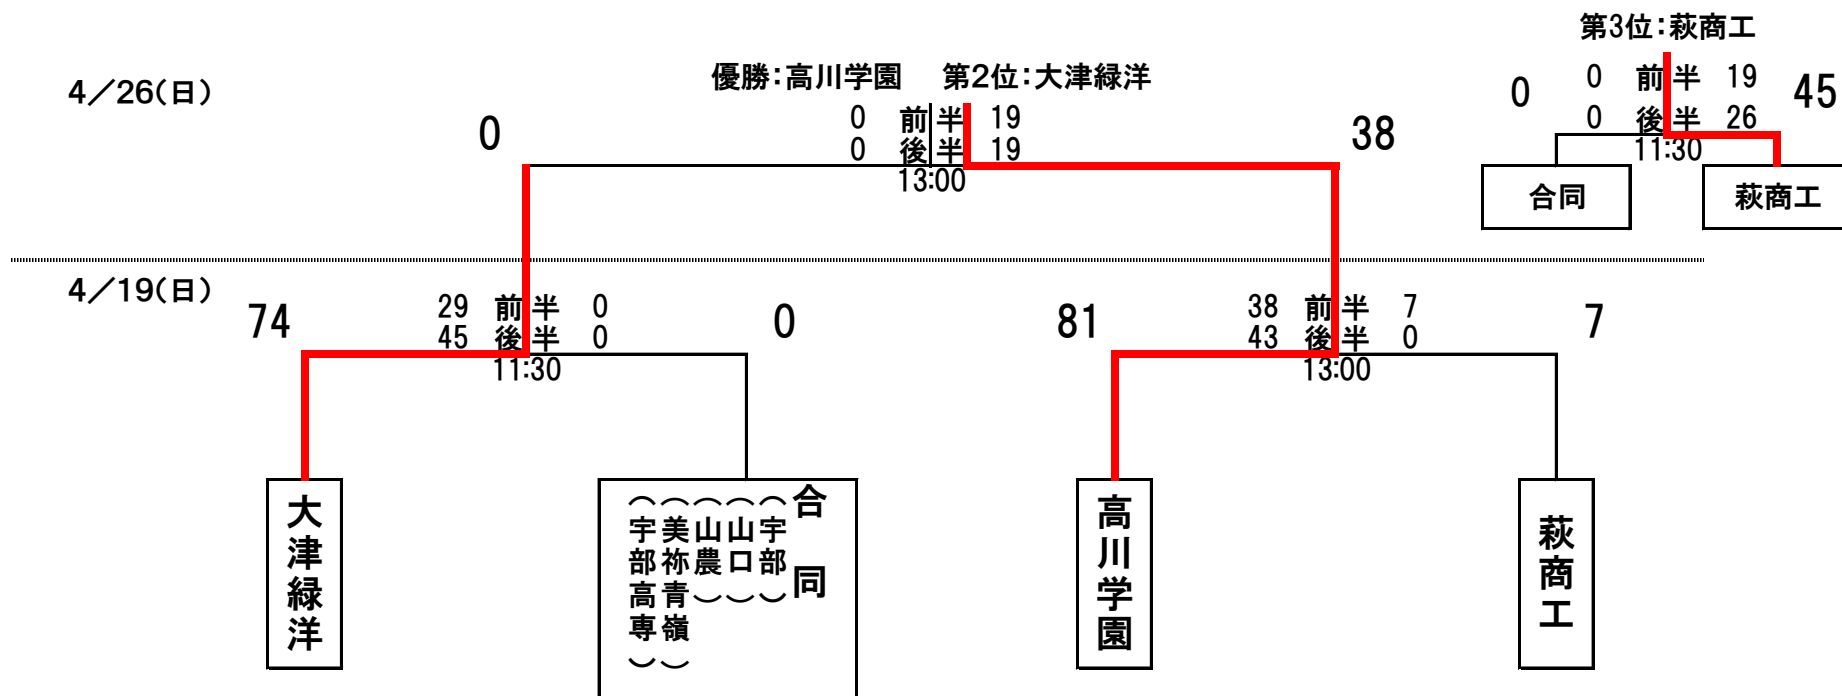 第3位：萩商工
優勝：高川学園　第2位：大津緑洋
4／26(日)
0 前半 19
0 後半 19
13:00
0
38
0
0 前半 19
0 後半 26
11:30
45
合同
萩商工
4／19(日)
74
29 前半 0
45 後半 0
11:30
0
81
38 前半 7
43 後半 0
13:00
7
大津緑洋
合同
（宇部）
（山口）
（山農）
（美祢青嶺）
（宇部高専）
高川学園
萩商工